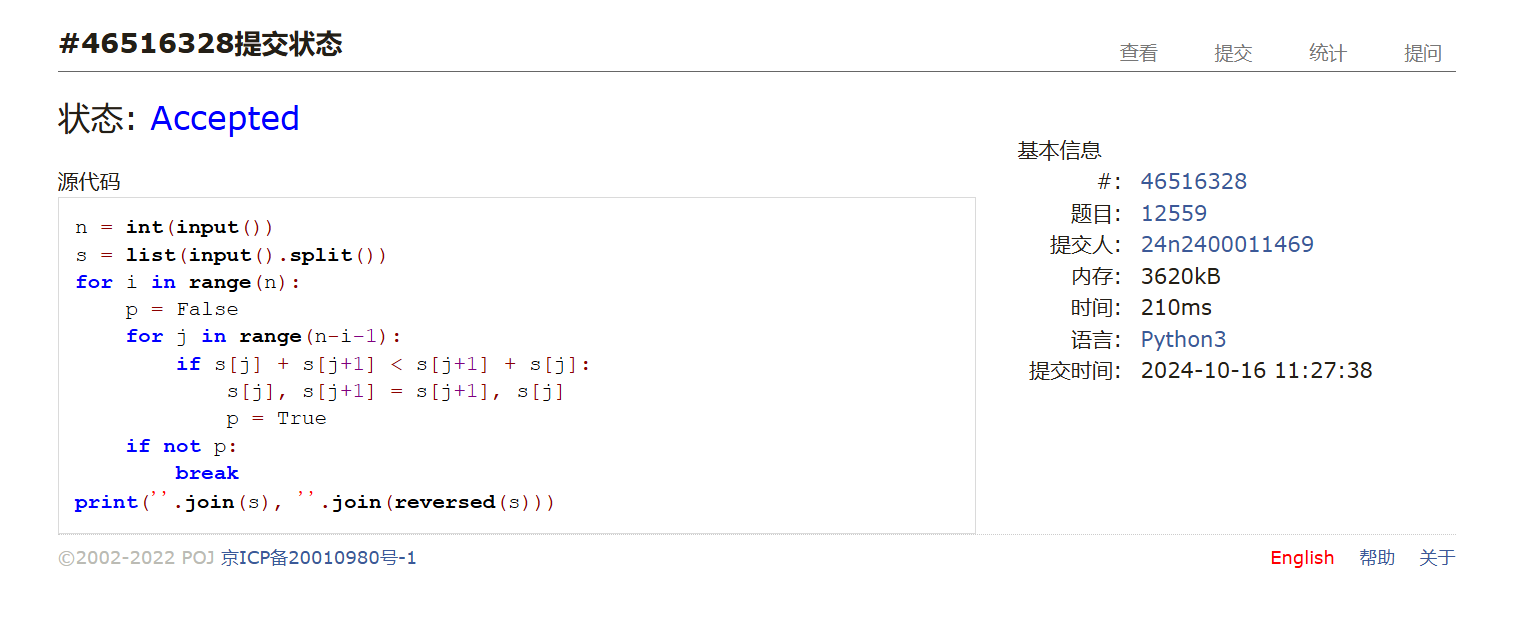 #46516328提交状态
查看 提交 统计 提问
状态: Accepted
源代码
n = int(input())
s = list(input().split())
for i in range(n):
    p = False
    for j in range(n-i-1):
        if s[j] + s[j+1] < s[j+1] + s[j]:
            s[j], s[j+1] = s[j+1], s[j]
            p = True
    if not p:
        break
print(''.join(s), ''.join(reversed(s)))
基本信息
#: 46516328
题目: 12559
提交人: 24n2400011469
内存: 3620kB
时间: 210ms
语言: Python3
提交时间: 2024-10-16 11:27:38
©2002-2022 POJ 京ICP备20010980号-1
English 帮助 关于